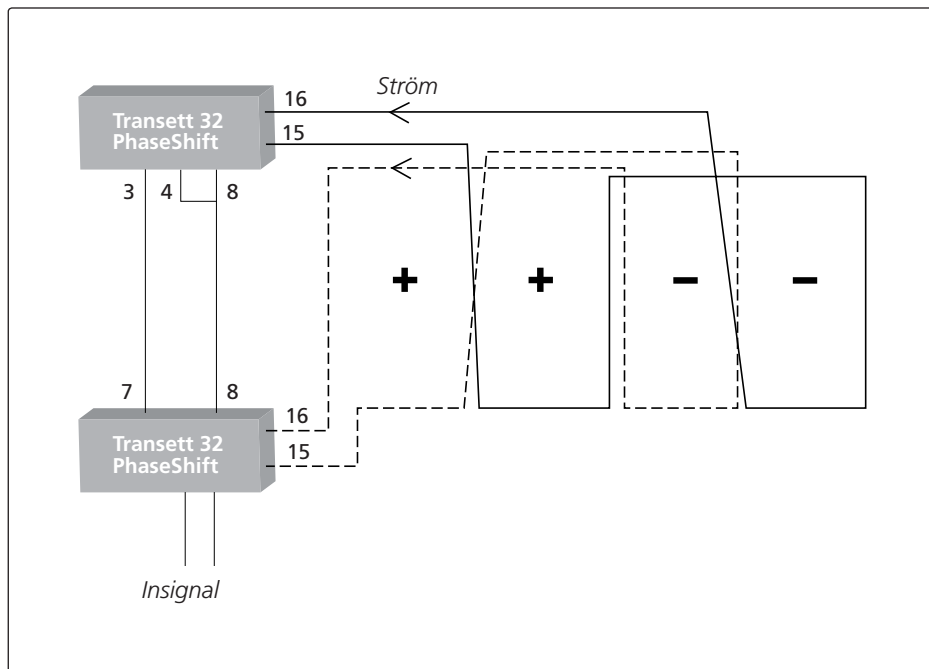 Ström
16
Transett 32
PhaseShift
15
3 4 8
+ + – –
7 8
16
Transett 32
PhaseShift
15
Insignal